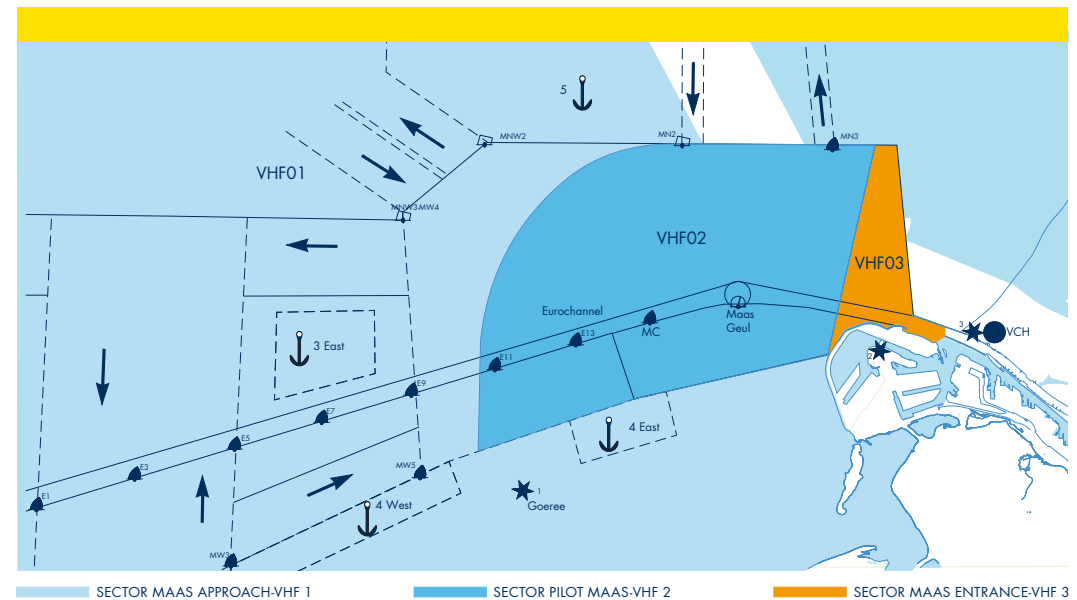 5
MNW2
MN2
MN3
VHF01
MNW3MW4
VHF02
VHF03
Eurochannel
Maas
Geul
MC
E13
3
VCH
2
3 East
E11
E9
E7
4 East
E5
E3
MW5
E1
1
Goeree
4 West
MW3
SECTOR MAAS APPROACH-VHF 1
SECTOR PILOT MAAS-VHF 2
SECTOR MAAS ENTRANCE-VHF 3